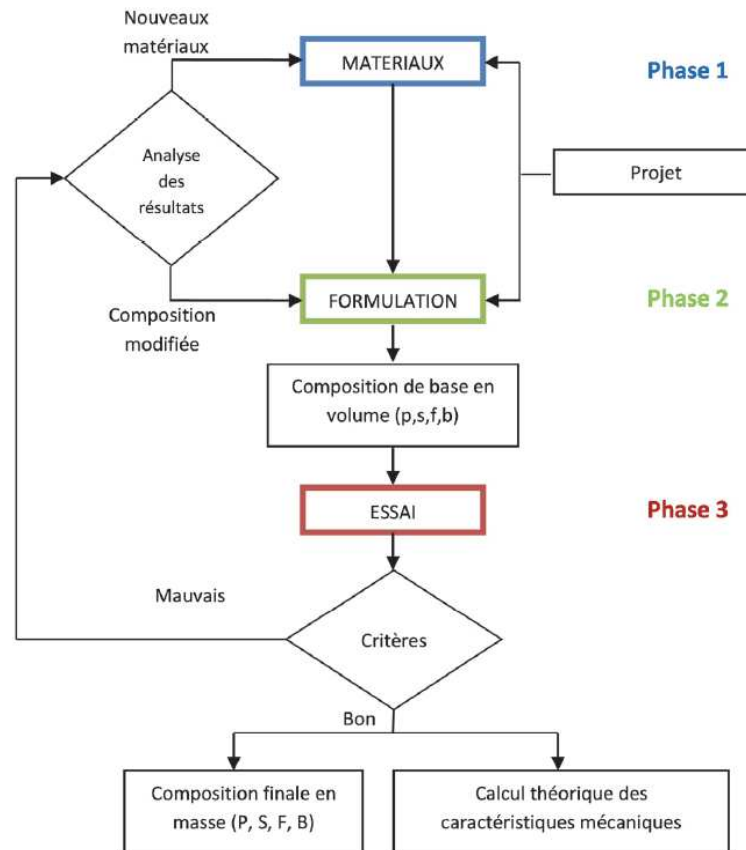 Nouveaux
matériaux
MATERIAUX
Phase 1
Analyse
des
résultats
Projet
Composition
modifiée
FORMULATION
Phase 2
Composition de base en
volume (p,s,f,b)
ESSAI
Phase 3
Mauvais
Critères
Bon
Composition finale en
masse (P, S, F, B)
Calcul théorique des
caractéristiques mécaniques